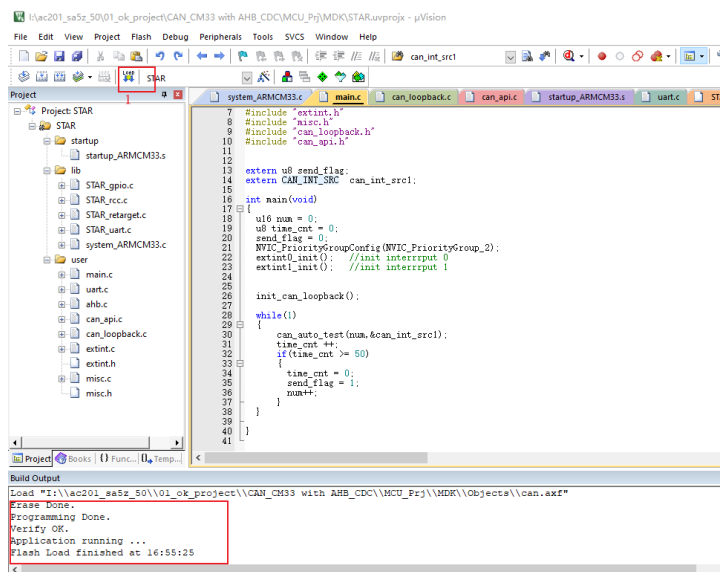 I:\ac201_sa5z_50\01_ok_project\CAN_CM33 with AHB_CDC\MCU_Prj\MDK\STAR.uvprojx - µVision
File Edit View Project Flash Debug Peripherals Tools SVCS Window Help
can_int_src1
LOAD STAR
1
Project
system_ARMCM33.c main.c can_loopback.c can_api.c startup_ARMCM33.s uart.c ST
Project: STAR
STAR
startup
startup_ARMCM33.s
lib
STAR_gpio.c
STAR_rcc.c
STAR_retarget.c
STAR_uart.c
system_ARMCM33.c
user
main.c
uart.c
ahb.c
can_api.c
can_loopback.c
extint.c
extint.h
misc.c
misc.h
Project Books {} Func... Temp...
7 #include "extint.h"
8 #include "misc.h"
9 #include "can_loopback.h"
10 #include "can_api.h"
11
12
13 extern u8 send_flag;
14 extern CAN_INT_SRC can_int_src1;
15
16 int main(void)
17 {
18 u16 num = 0;
19 u8 time_cnt = 0;
20 send_flag = 0;
21 NVIC_PriorityGroupConfig(NVIC_PriorityGroup_2);
22 extint0_init(); //init interrrput 0
23 extint1_init(); //init interrrput 1
24
25
26 init_can_loopback();
27
28 while(1)
29 {
30 can_auto_test(num,&can_int_src1);
31 time_cnt ++;
32 if(time_cnt >= 50)
33 {
34 time_cnt = 0;
35 send_flag = 1;
36 num++;
37 }
38 }
39
40 }
41
Build Output
Load "I:\\ac201_sa5z_50\\01_ok_project\\CAN_CM33 with AHB_CDC\\MCU_Prj\\MDK\\Objects\\can.axf"
Erase Done.
Programming Done.
Verify OK.
Application running ...
Flash Load finished at 16:55:25